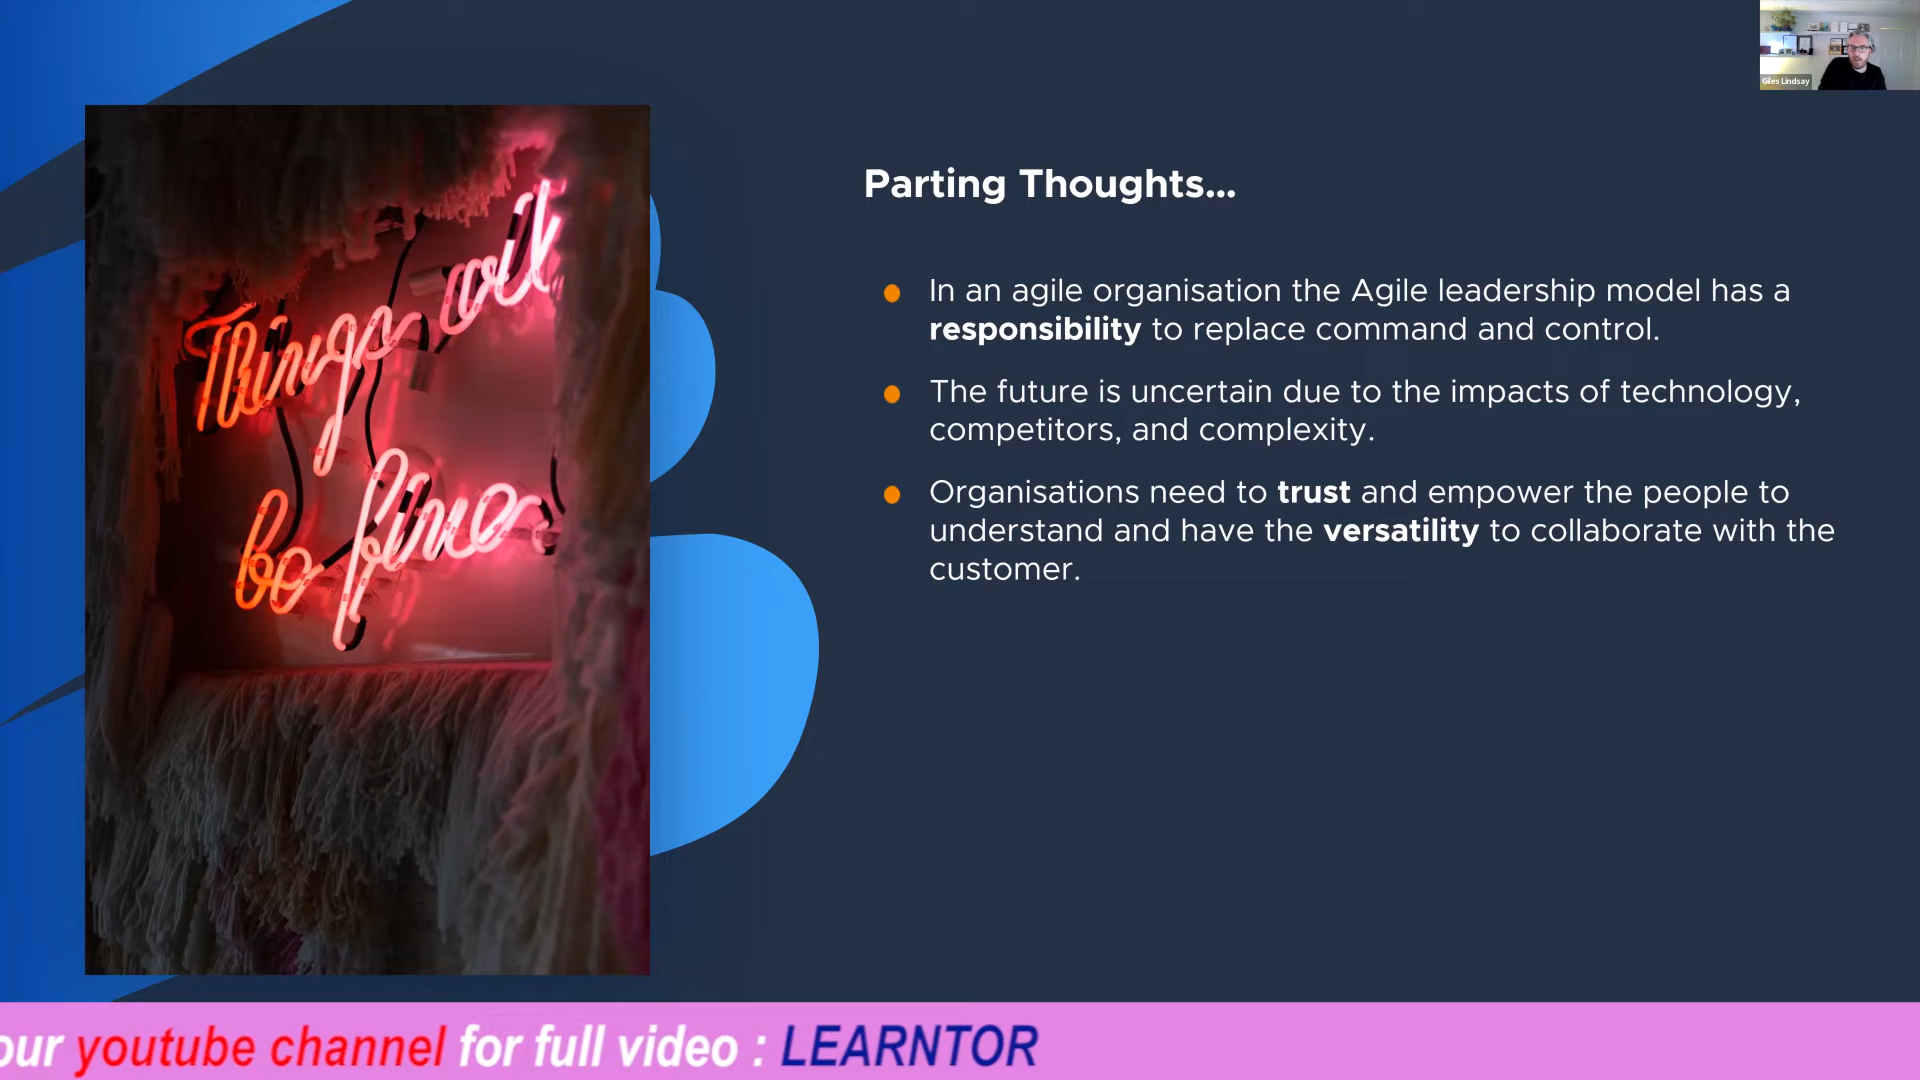 Giles Lindsay
Things will
be fine
Parting Thoughts...
In an agile organisation the Agile leadership model has a
responsibility to replace command and control.
The future is uncertain due to the impacts of technology,
competitors, and complexity.
Organisations need to trust and empower the people to
understand and have the versatility to collaborate with the
customer.
our youtube channel for full video : LEARNTOR